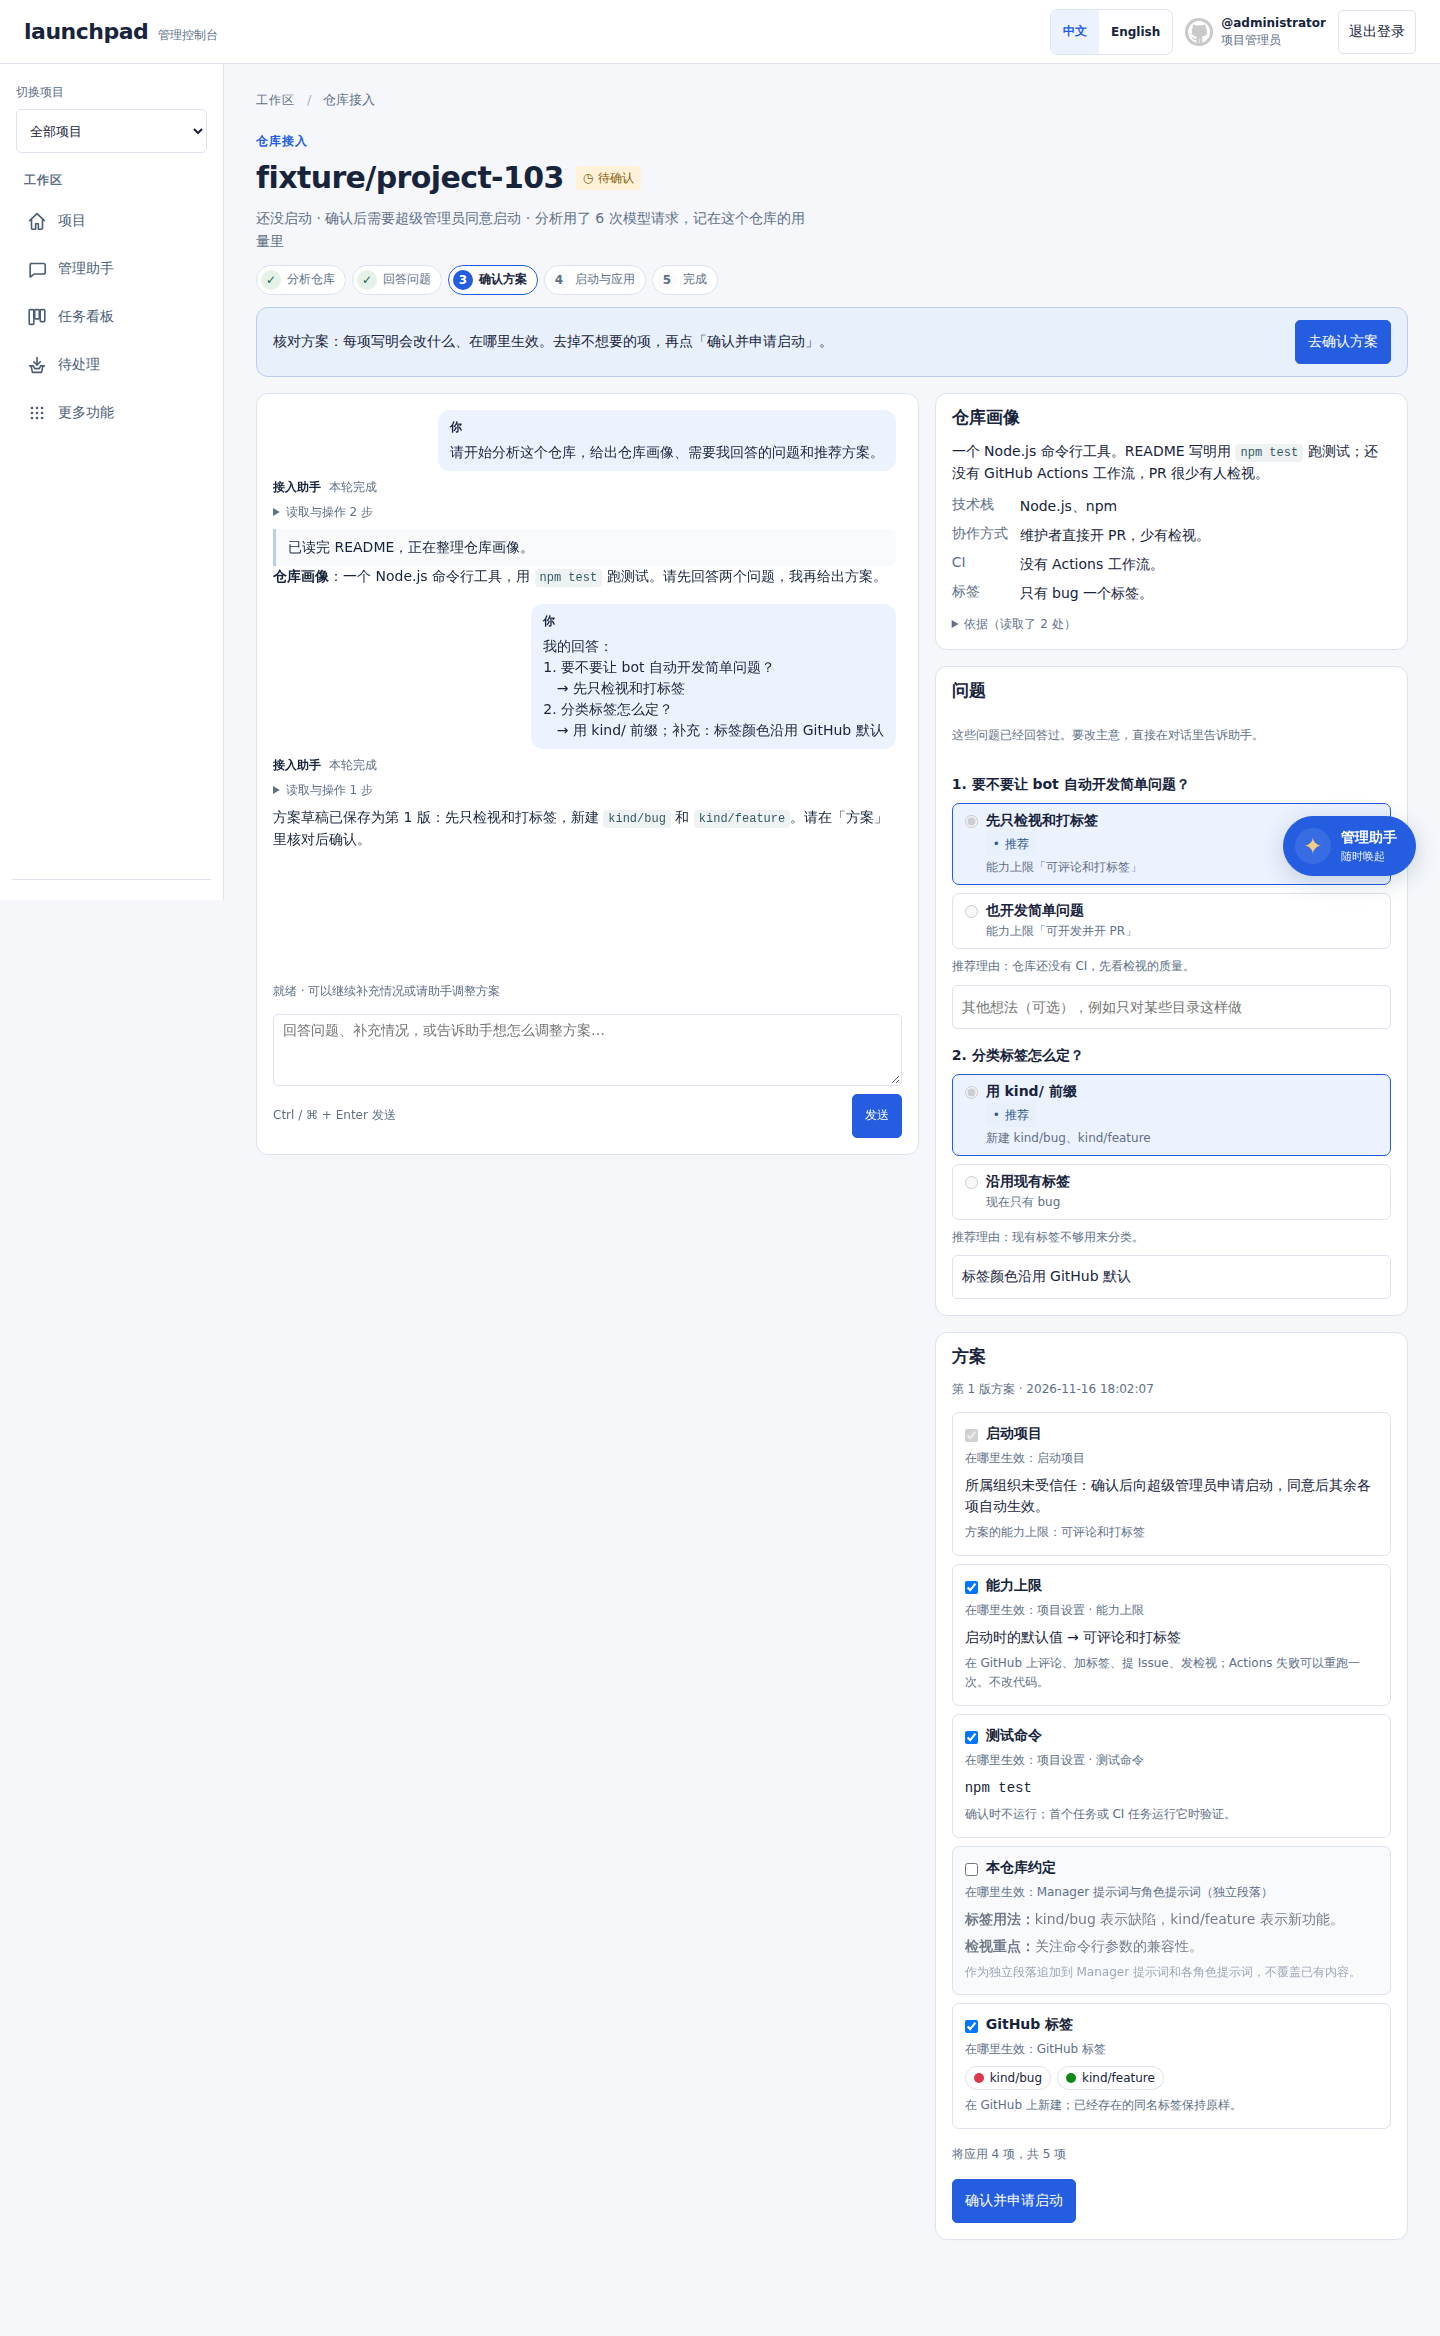 launchpad 管理控制台
中文 English
@administrator
项目管理员
退出登录
切换项目
全部项目
工作区
项目
管理助手
任务看板
待处理
更多功能
工作区 / 仓库接入
仓库接入
fixture/project-103 ◷ 待确认
还没启动 · 确认后需要超级管理员同意启动 · 分析用了 6 次模型请求，记在这个仓库的用
量里
✓ 分析仓库 ✓ 回答问题 3 确认方案 4 启动与应用 5 完成
核对方案：每项写明会改什么、在哪里生效。去掉不想要的项，再点「确认并申请启动」。
去确认方案
你
请开始分析这个仓库，给出仓库画像、需要我回答的问题和推荐方案。
接入助手 本轮完成
读取与操作 2 步
已读完 README，正在整理仓库画像。
仓库画像：一个 Node.js 命令行工具，用 npm test 跑测试。请先回答两个问题，我再给出方案。
你
我的回答：
1. 要不要让 bot 自动开发简单问题？
→ 先只检视和打标签
2. 分类标签怎么定？
→ 用 kind/ 前缀；补充：标签颜色沿用 GitHub 默认
接入助手 本轮完成
读取与操作 1 步
方案草稿已保存为第 1 版：先只检视和打标签，新建 kind/bug 和 kind/feature。请在「方案」
里核对后确认。
就绪 · 可以继续补充情况或请助手调整方案
回答问题、补充情况，或告诉助手想怎么调整方案…
Ctrl / ⌘ + Enter 发送
发送
仓库画像
一个 Node.js 命令行工具。README 写明用 npm test 跑测试；还
没有 GitHub Actions 工作流，PR 很少有人检视。
技术栈 Node.js、npm
协作方式 维护者直接开 PR，少有检视。
CI 没有 Actions 工作流。
标签 只有 bug 一个标签。
依据（读取了 2 处）
问题
这些问题已经回答过。要改主意，直接在对话里告诉助手。
1. 要不要让 bot 自动开发简单问题？
先只检视和打标签
• 推荐
能力上限「可评论和打标签」
管理助手
随时唤起
也开发简单问题
能力上限「可开发并开 PR」
推荐理由：仓库还没有 CI，先看检视的质量。
其他想法（可选），例如只对某些目录这样做
2. 分类标签怎么定？
用 kind/ 前缀
• 推荐
新建 kind/bug、kind/feature
沿用现有标签
现在只有 bug
推荐理由：现有标签不够用来分类。
标签颜色沿用 GitHub 默认
方案
第 1 版方案 · 2026-11-16 18:02:07
启动项目
在哪里生效：启动项目
所属组织未受信任：确认后向超级管理员申请启动，同意后其余各
项自动生效。
方案的能力上限：可评论和打标签
能力上限
在哪里生效：项目设置 · 能力上限
启动时的默认值 → 可评论和打标签
在 GitHub 上评论、加标签、提 Issue、发检视；Actions 失败可以重跑一
次。不改代码。
测试命令
在哪里生效：项目设置 · 测试命令
npm test
确认时不运行；首个任务或 CI 任务运行它时验证。
本仓库约定
在哪里生效：Manager 提示词与角色提示词（独立段落）
标签用法：kind/bug 表示缺陷，kind/feature 表示新功能。
检视重点：关注命令行参数的兼容性。
作为独立段落追加到 Manager 提示词和各角色提示词，不覆盖已有内容。
GitHub 标签
在哪里生效：GitHub 标签
kind/bug kind/feature
在 GitHub 上新建；已经存在的同名标签保持原样。
将应用 4 项，共 5 项
确认并申请启动